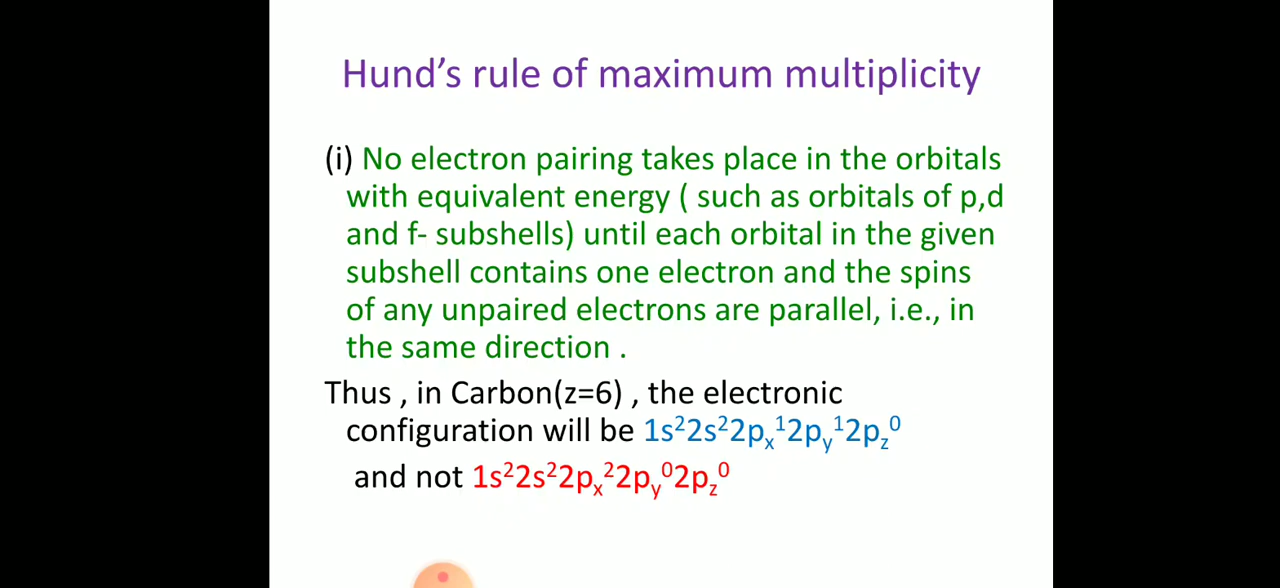 Hund’s rule of maximum multiplicity
(i) No electron pairing takes place in the orbitals
with equivalent energy ( such as orbitals of p,d
and f- subshells) until each orbital in the given
subshell contains one electron and the spins
of any unpaired electrons are parallel, i.e., in
the same direction .
Thus , in Carbon(z=6) , the electronic
configuration will be 1s²2s²2pₓ¹2p_y¹2p_z⁰
and not 1s²2s²2pₓ²2p_y⁰2p_z⁰